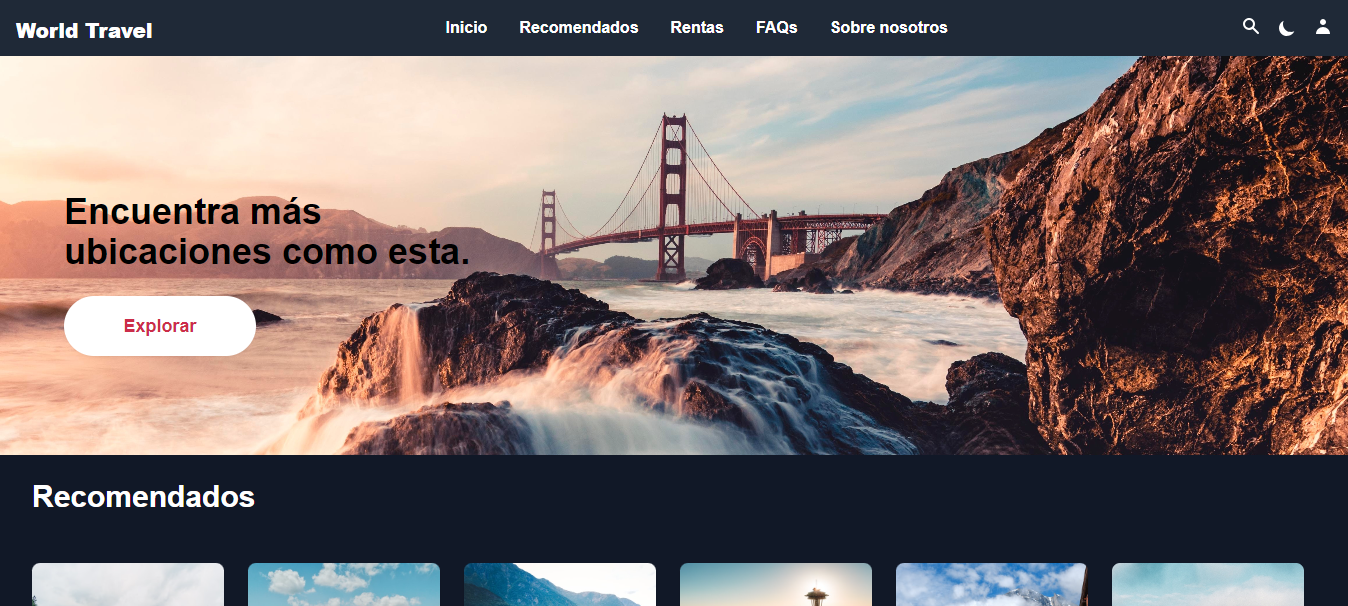 World Travel
Inicio Recomendados Rentas FAQs Sobre nosotros
Encuentra más
ubicaciones como esta.
Explorar
Recomendados